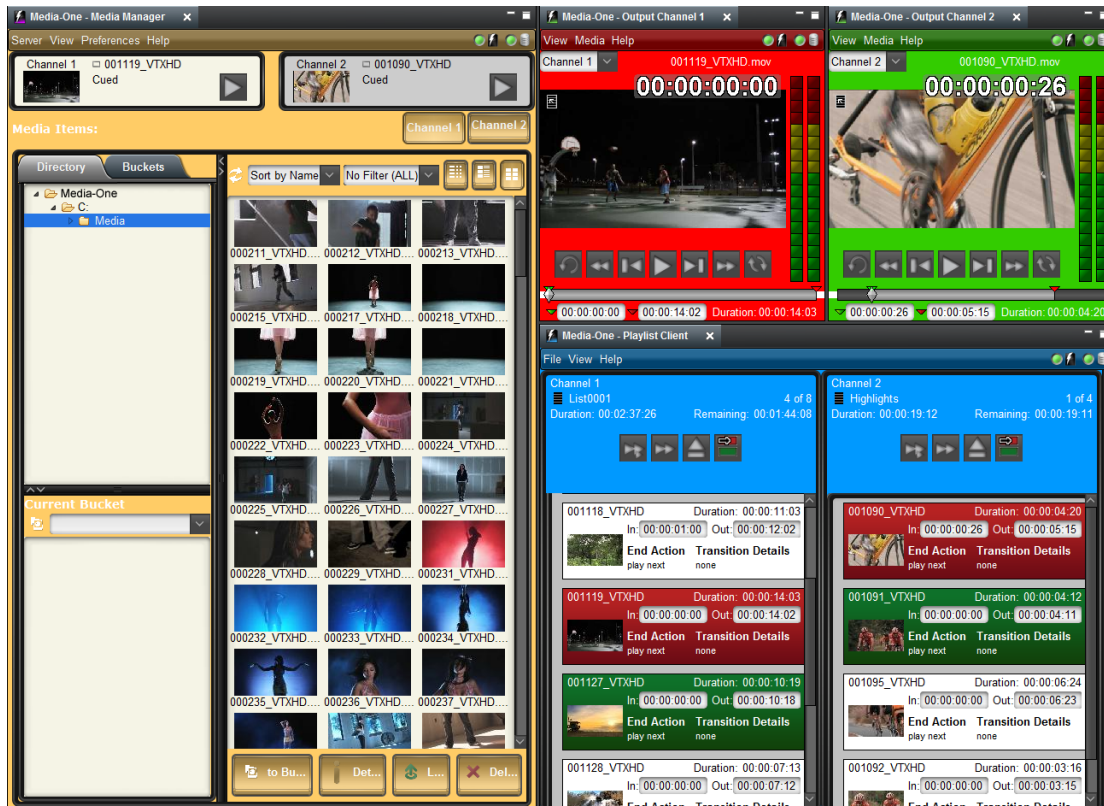 Media-One - Media Manager
Server View Preferences Help
Channel 1
001119_VTXHD
Cued
Channel 2
001090_VTXHD
Cued
Media Items:
Channel 1
Channel 2
Directory
Buckets
Media-One
C:
Media
Current Bucket
Sort by Name
No Filter (ALL)
000211_VTXHD.... 000212_VTXHD.... 000213_VTXHD....
000215_VTXHD.... 000217_VTXHD.... 000218_VTXHD....
000219_VTXHD.... 000220_VTXHD.... 000221_VTXHD....
000222_VTXHD.... 000223_VTXHD.... 000224_VTXHD....
000225_VTXHD.... 000226_VTXHD.... 000227_VTXHD....
000228_VTXHD.... 000229_VTXHD.... 000231_VTXHD....
000232_VTXHD.... 000233_VTXHD.... 000234_VTXHD....
000235_VTXHD.... 000236_VTXHD.... 000237_VTXHD....
to Bu...
Det...
L...
Del...
Media-One - Output Channel 1
View Media Help
Channel 1
001119_VTXHD.mov
00:00:00:00
00:00:00:00
00:00:14:02
Duration: 00:00:14:03
Media-One - Output Channel 2
View Media Help
Channel 2
001090_VTXHD.mov
00:00:00:26
00:00:00:26
00:00:05:15
Duration: 00:00:04:20
Media-One - Playlist Client
File View Help
Channel 1
List0001
4 of 8
Duration: 00:02:37:26
Remaining: 00:01:44:08
001118_VTXHD
Duration: 00:00:11:03
In: 00:00:01:00 Out: 00:00:12:02
End Action Transition Details
play next none
001119_VTXHD
Duration: 00:00:14:03
In: 00:00:00:00 Out: 00:00:14:02
End Action Transition Details
play next none
001127_VTXHD
Duration: 00:00:10:19
In: 00:00:00:00 Out: 00:00:10:18
End Action Transition Details
play next none
001128_VTXHD
Duration: 00:00:07:13
In: 00:00:00:00 Out: 00:00:07:12
End Action Transition Details
Channel 2
Highlights
1 of 4
Duration: 00:00:19:12
Remaining: 00:00:19:11
001090_VTXHD
Duration: 00:00:04:20
In: 00:00:00:26 Out: 00:00:05:15
End Action Transition Details
play next none
001091_VTXHD
Duration: 00:00:04:12
In: 00:00:00:00 Out: 00:00:04:11
End Action Transition Details
play next none
001095_VTXHD
Duration: 00:00:06:24
In: 00:00:00:00 Out: 00:00:06:23
End Action Transition Details
play next none
001092_VTXHD
Duration: 00:00:03:16
In: 00:00:00:00 Out: 00:00:03:15
End Action Transition Details